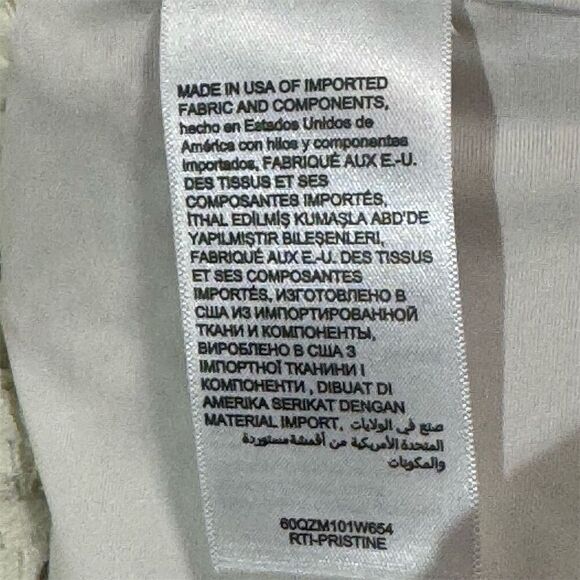 MADE IN USA OF IMPORTED
FABRIC AND COMPONENTS,
hecho en Estados Unidos de
América con hilos y componentes
importados, FABRIQUÉ AUX E.-U.
DES TISSUS ET SES
COMPOSANTES IMPORTÉS,
İTHAL EDİLMİŞ KUMAŞLA ABD'DE
YAPILMIŞTIR BILEŞENLERI,
FABRIQUÉ AUX E.-U. DES TISSUS
ET SES COMPOSANTES
IMPORTÉS, ИЗГОТОВЛЕНО В
США ИЗ ИМПОРТИРОВАННОЙ
ТКАНИ И КОМПОНЕНТЫ,
ВИРОБЛЕНО В США З
ІМПОРТНОЇ ТКАНИНИ І
КОМПОНЕНТИ , DIBUAT DI
AMERIKA SERIKAT DENGAN
MATERIAL IMPORT, صنع في الولايات
المتحدة الأمريكية من أقمشة مستوردة
والمكونات
60QZM101W654
RTI-PRISTINE